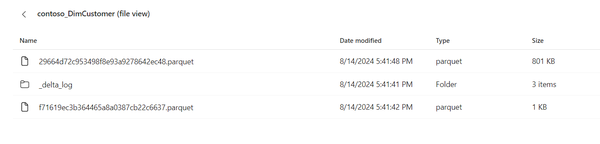 contoso_DimCustomer (file view)
Name Date modified Type Size
29664d72c953498f8e93a9278642ec48.parquet 8/14/2024 5:41:48 PM parquet 801 KB
_delta_log 8/14/2024 5:41:41 PM Folder 3 items
f71619ec3b364465a8a0387cb22c6637.parquet 8/14/2024 5:41:42 PM parquet 1 KB